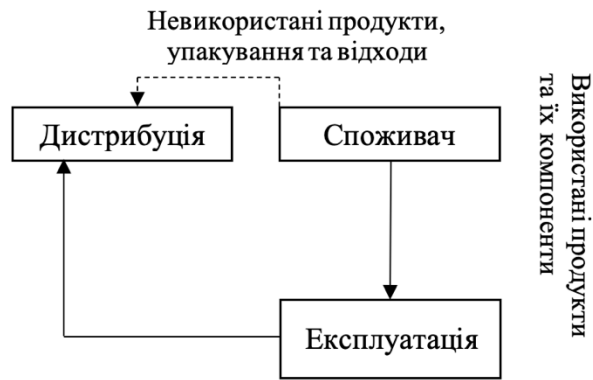 Невикористані продукти,
упакування та відходи
Дистрибуція
Споживач
Використані продукти
та їх компоненти
Експлуатація